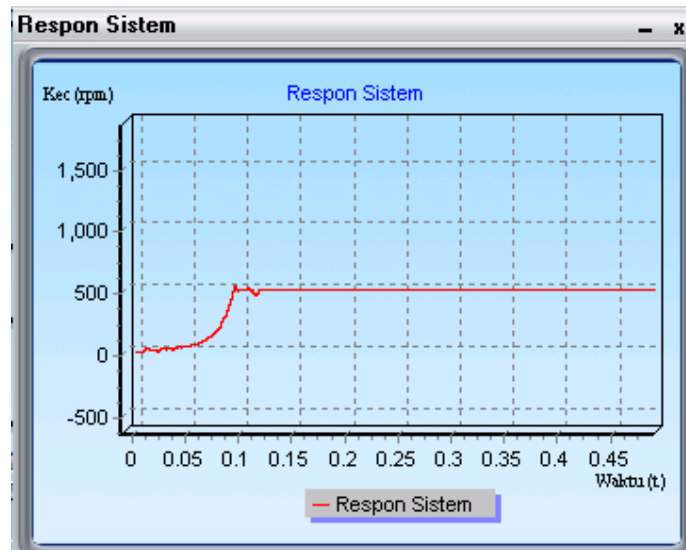 Respon Sistem
Kec (rpm)
Respon Sistem
1,500
1,000
500
0
-500
0 0.05 0.1 0.15 0.2 0.25 0.3 0.35 0.4 0.45
Waktu (t)
Respon Sistem